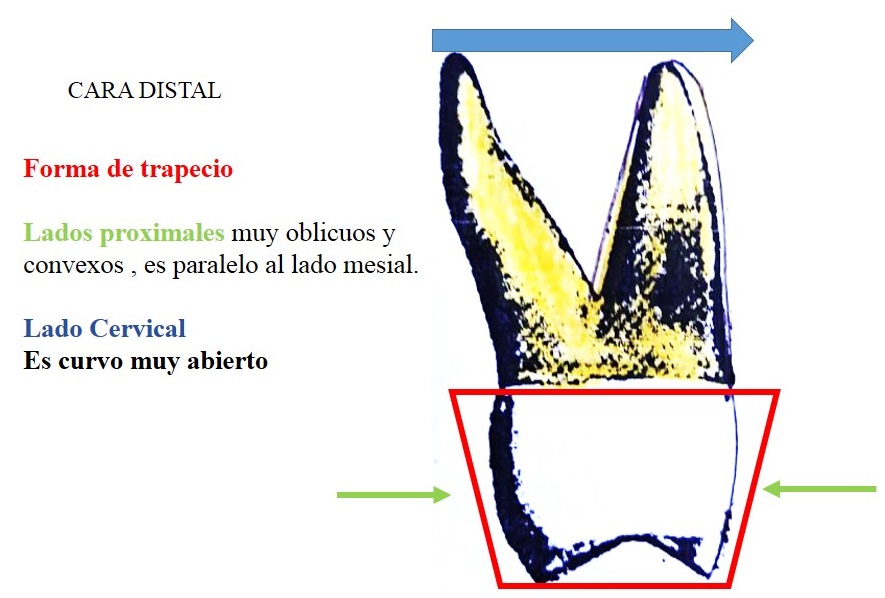 CARA DISTAL
Forma de trapecio
Lados proximales muy oblicuos y
convexos , es paralelo al lado mesial.
Lado Cervical
Es curvo muy abierto